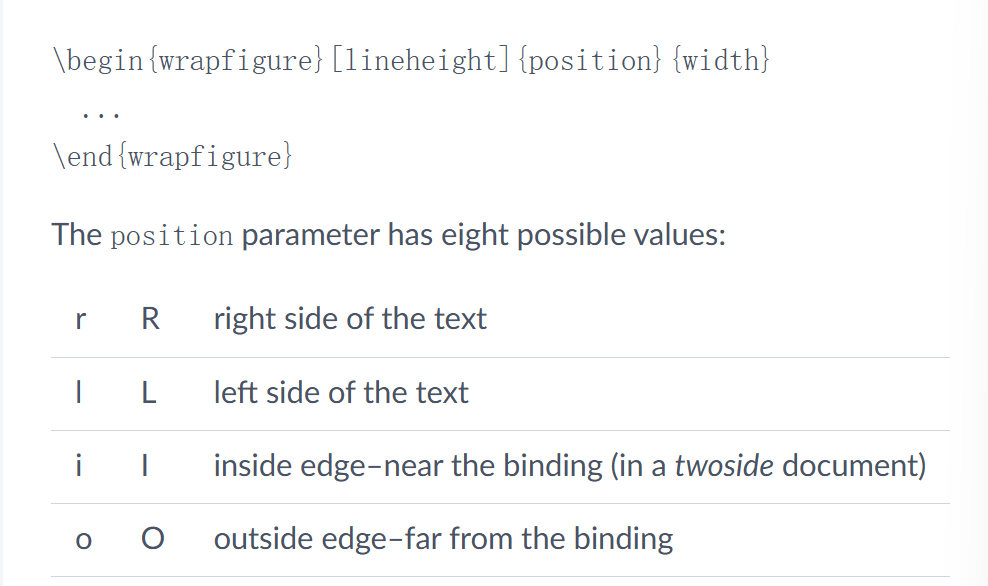 \begin{wrapfigure}[lineheight]{position}{width}
...
\end{wrapfigure}
The position parameter has eight possible values:
r R right side of the text
l L left side of the text
i I inside edge–near the binding (in a twoside document)
o O outside edge–far from the binding